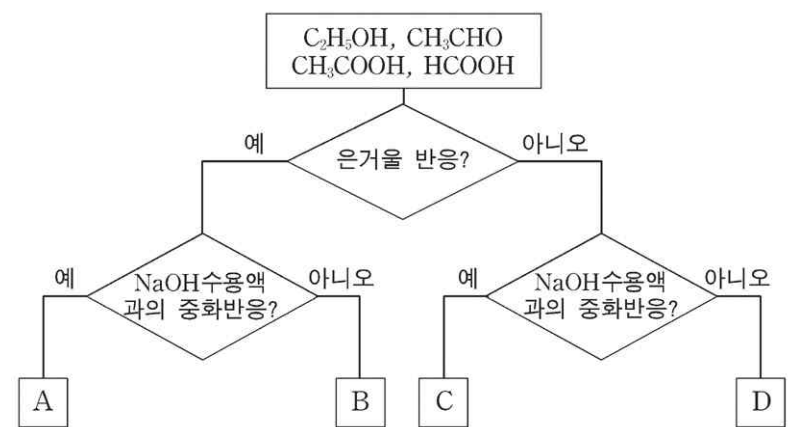 C₂H₅OH, CH₃CHO
CH₃COOH, HCOOH
예
은거울 반응?
아니오
예
NaOH수용액
과의 중화반응?
아니오
예
NaOH수용액
과의 중화반응?
아니오
A
B
C
D